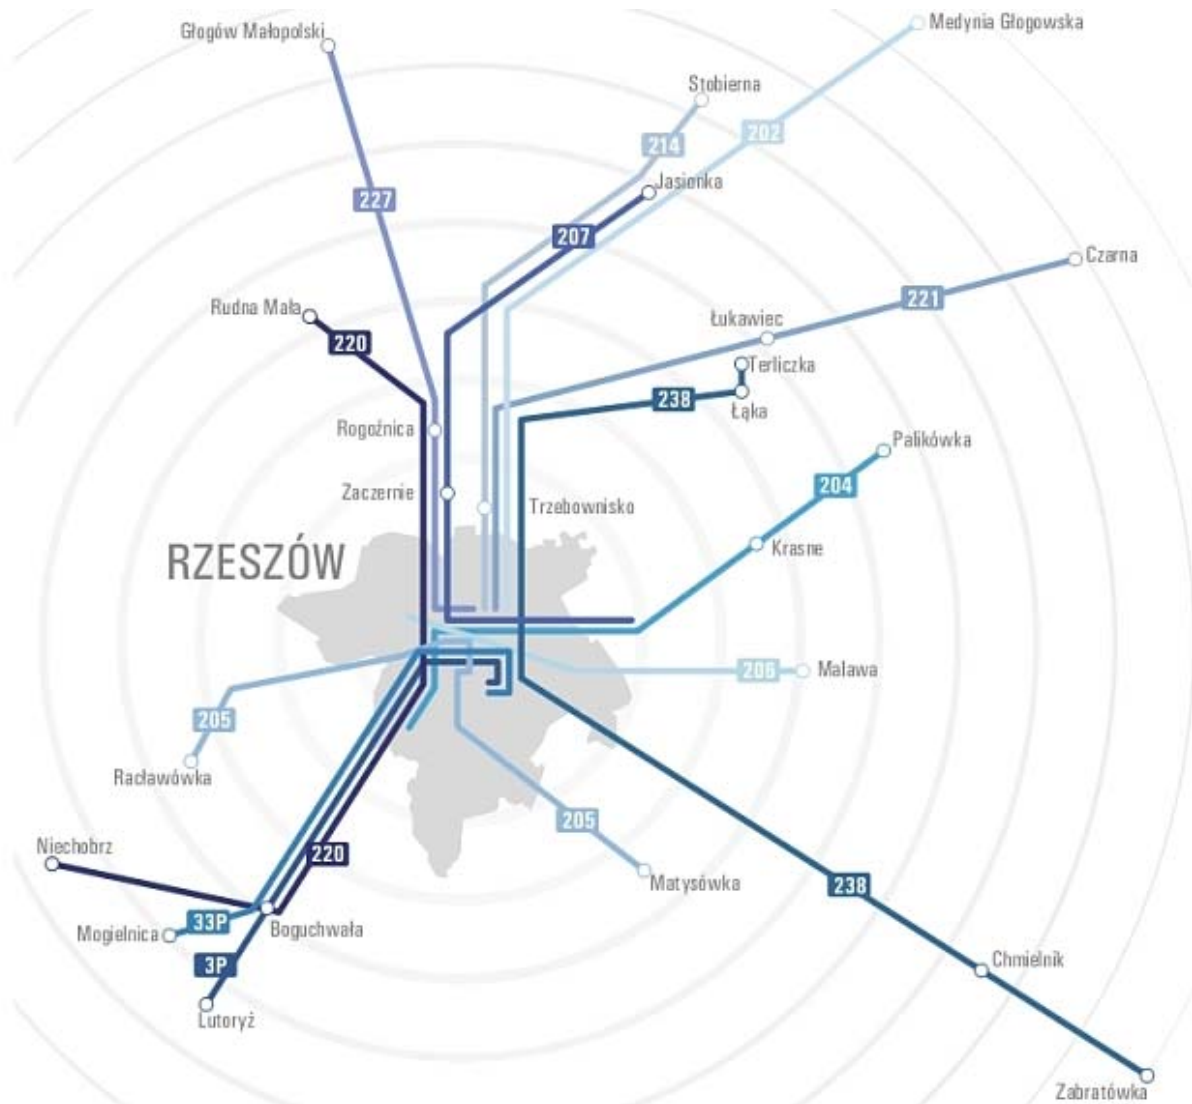 Głogów Małopolski
Medynia Głogowska
Stobierna
202
214
Jasionka
227
207
Czarna
221
Rudna Mała
Łukawiec
220
Terliczka
238
Łąka
Rogoźnica
Palikówka
204
Zaczernie
Trzebownisko
Krasne
RZESZÓW
206
Malawa
205
Racławówka
205
Niechobrz
220
Matysówka
238
33P
Mogielnica
Boguchwała
3P
Chmielnik
Lutoryż
Zabratówka